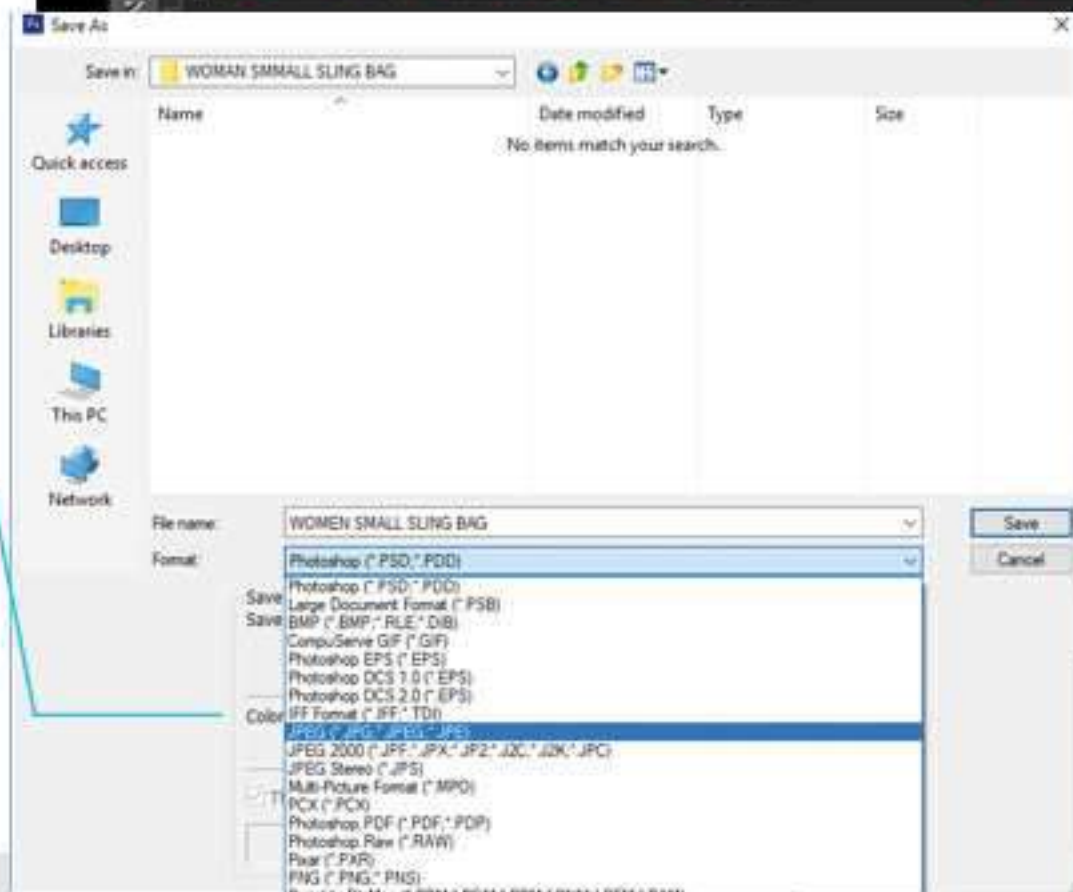 Save As
Save in: WOMAN SMMALL SLING BAG
Name Date modified Type Size
No items match your search.
Quick access
Desktop
Libraries
This PC
Network
File name: WOMEN SMALL SLING BAG Save
Format: Photoshop (*.PSD;*.PDD) Cancel
Photoshop (*.PSD;*.PDD)
Save Large Document Format (*.PSB)
Save BMP (*.BMP;*.RLE;*.DIB)
CompuServe GIF (*.GIF)
Photoshop EPS (*.EPS)
Photoshop DCS 1.0 (*.EPS)
Photoshop DCS 2.0 (*.EPS)
Color IFF Format (*.IFF;*.TDI)
JPEG (*.JPG;*.JPEG;*.JPE)
JPEG 2000 (*.JPF;*.JPX;*.JP2;*.J2C;*.J2K;*.JPC)
JPEG Stereo (*.JPS)
Multi-Picture Format (*.MPO)
PCX (*.PCX)
Photoshop PDF (*.PDF;*.PDP)
Photoshop Raw (*.RAW)
Pixar (*.PXR)
PNG (*.PNG;*.PNS)